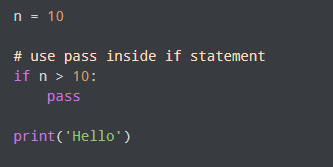 n = 10
# use pass inside if statement
if n > 10:
    pass
print('Hello')